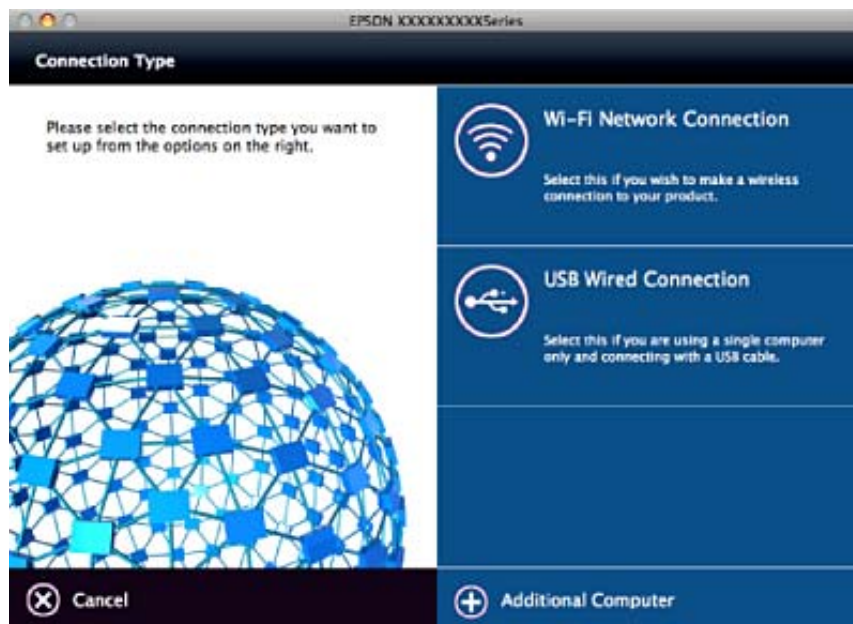 EPSON XXXXXXXXXSeries
Connection Type
Please select the connection type you want to
set up from the options on the right.
Wi-Fi Network Connection
Select this if you wish to make a wireless
connection to your product.
USB Wired Connection
Select this if you are using a single computer
only and connecting with a USB cable.
Cancel
Additional Computer